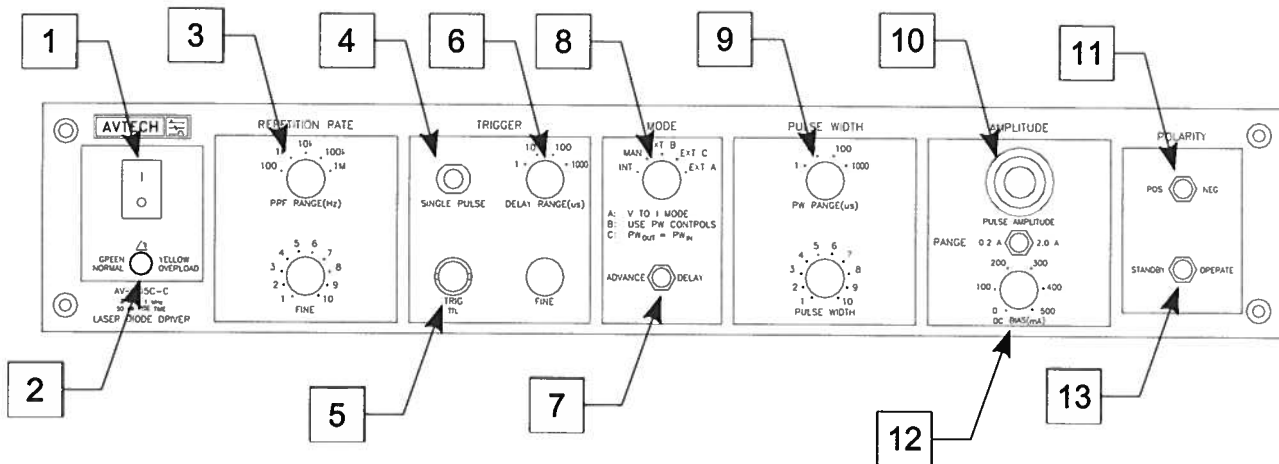 1
3
4
6
8
9
10
11
AVTECH
REPETITION RATE
TRIGGER
MODE
PULSE WIDTH
AMPLITUDE
POLARITY
I
O
GREEN NORMAL
YELLOW OVERLOAD
LASER DIODE DRIVER
100 10k 100k 1M
PPF RANGE(Hz)
1 2 3 4 5 6 7 8 9 10
FINE
SINGLE PULSE
TRIG
TTL
1 100 1000
DELAY RANGE(us)
FINE
INT MAN EXT B EXT C EXT A
A: V TO I MODE
B: USE PW CONTPOLS
C: PWOUT = PWIN
ADVANCE DELAY
1 100 1000
PW RANGE(us)
1 2 3 4 5 6 7 8 9 10
PULSE WIDTH
PULSE AMPLITUDE
RANGE 0.2 A 2.0 A
0 100 200 300 400 500
DC BIAS(mA)
POS NEG
STANDBY OPEPATE
2
5
7
12
13